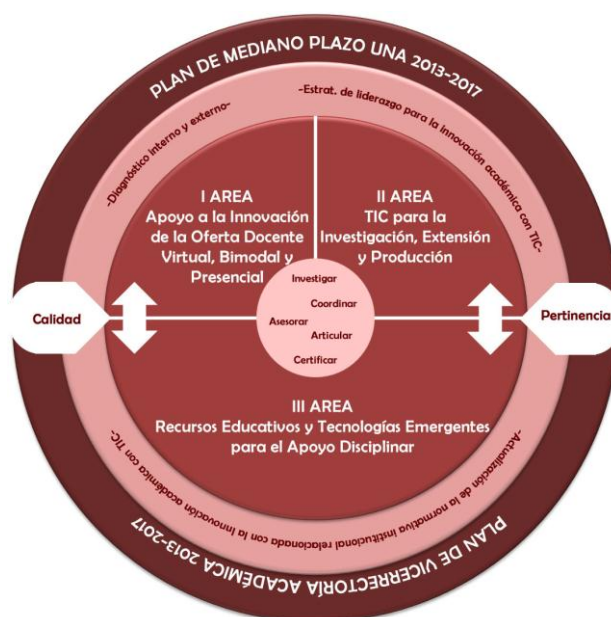 PLAN DE MEDIANO PLAZO UNA 2013-2017
-Diagnóstico interno y externo-
-Estrat. de liderazgo para la innovación académica con TIC-
I AREA
Apoyo a la Innovación
de la Oferta Docente
Virtual, Bimodal y
Presencial
II AREA
TIC para la
Investigación, Extensión
y Producción
Investigar
Coordinar
Asesorar
Articular
Certificar
Calidad
Pertinencia
III AREA
Recursos Educativos y Tecnologías Emergentes
para el Apoyo Disciplinar
-Actualización de la normativa institucional relacionada con la innovación académica con TIC-
PLAN DE VICERRECTORÍA ACADÉMICA 2013-2017